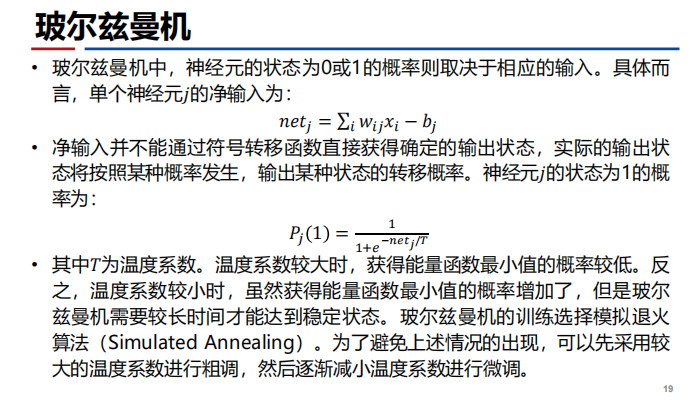 玻尔兹曼机
• 玻尔兹曼机中，神经元的状态为0或1的概率则取决于相应的输入。具体而
言，单个神经元𝑗的净输入为：
𝑛𝑒𝑡𝑗 = ∑𝑖 𝑤𝑖𝑗𝑥𝑖 − 𝑏𝑗
• 净输入并不能通过符号转移函数直接获得确定的输出状态，实际的输出状
态将按照某种概率发生，输出某种状态的转移概率。神经元𝑗的状态为1的概
率为：
𝑃𝑗(1) = 1/(1+𝑒^(−𝑛𝑒𝑡𝑗/𝑇))
• 其中𝑇为温度系数。温度系数较大时，获得能量函数最小值的概率较低。反
之，温度系数较小时，虽然获得能量函数最小值的概率增加了，但是玻尔
兹曼机需要较长时间才能达到稳定状态。玻尔兹曼机的训练选择模拟退火
算法（Simulated Annealing）。为了避免上述情况的出现，可以先采用较
大的温度系数进行粗调，然后逐渐减小温度系数进行微调。
19